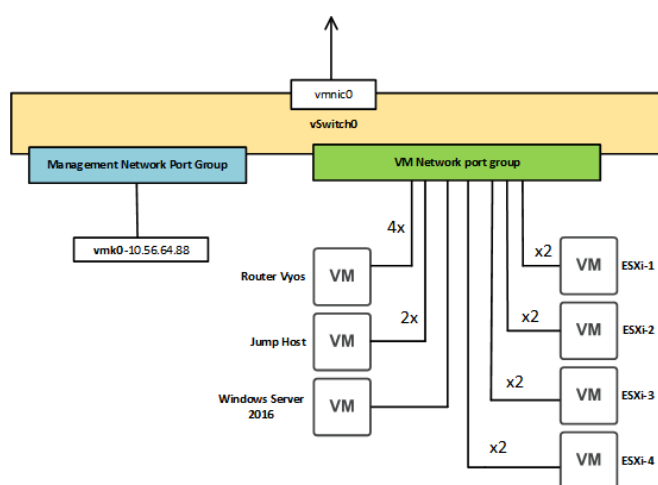 vmnic0
vSwitch0
Management Network Port Group
VM Network port group
vmk0-10.56.64.88
4x
Router Vyos
VM
2x
Jump Host
VM
Windows Server
2016
VM
x2
VM
ESXi-1
x2
VM
ESXi-2
x2
VM
ESXi-3
x2
VM
ESXi-4